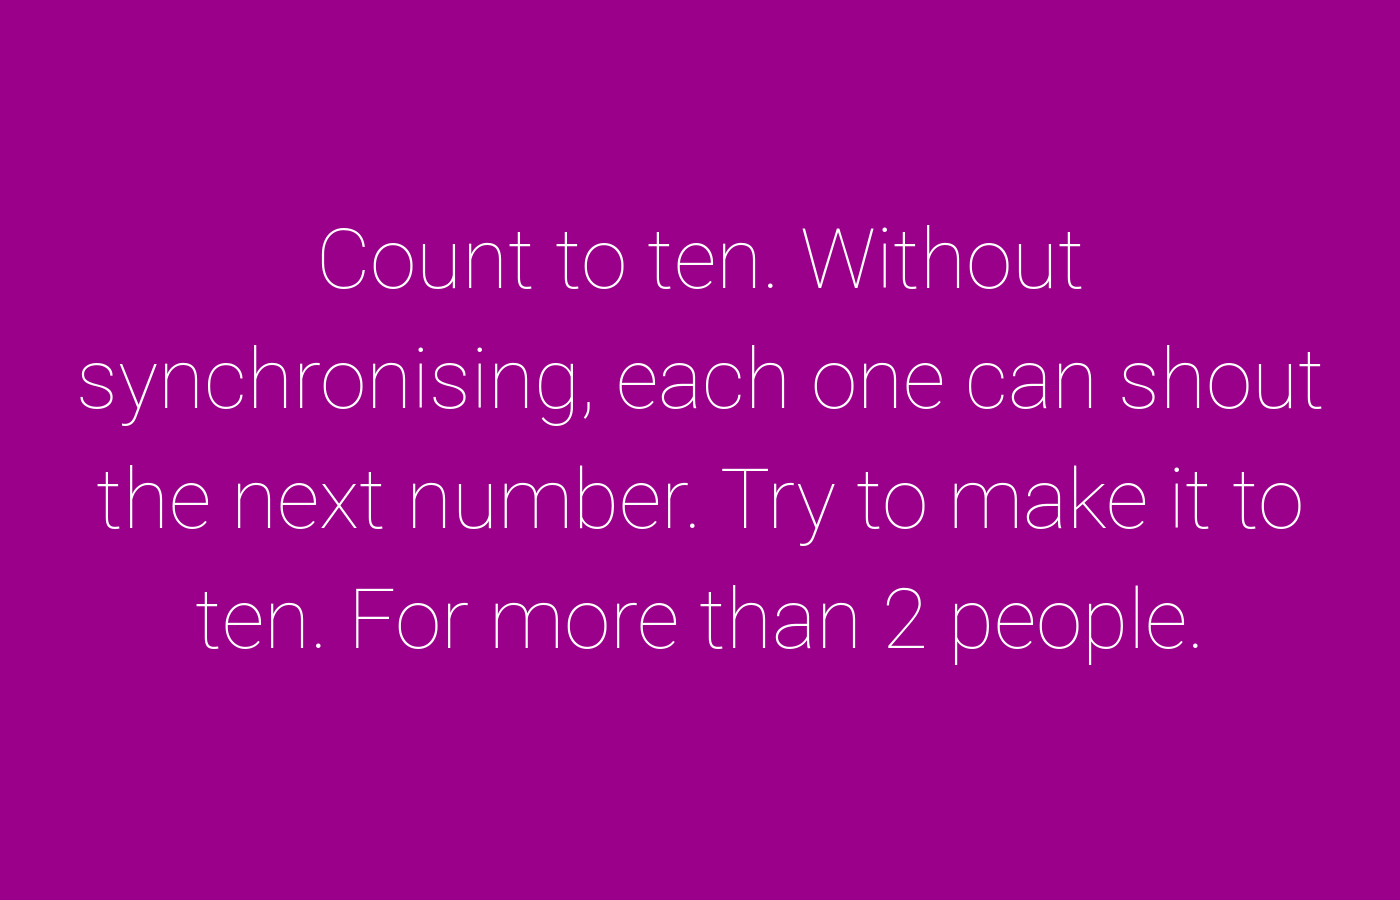 Count to ten. Without
synchronising, each one can shout
the next number. Try to make it to
ten. For more than 2 people.